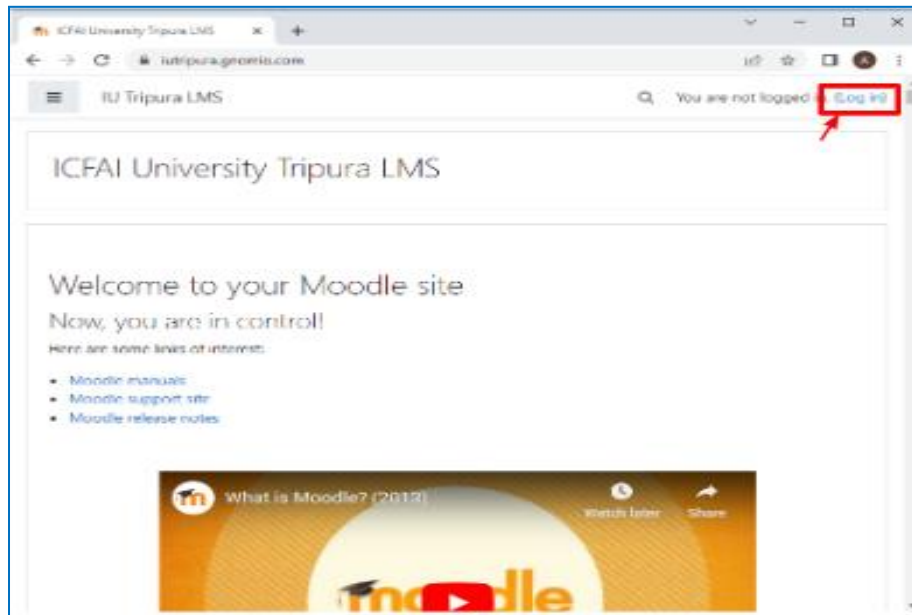 ICFAI University Tripura LMS
iutripura.gnomio.com
IU Tripura LMS
You are not logged in. (Log in)
ICFAI University Tripura LMS
Welcome to your Moodle site
Now, you are in control!
Here are some links of interest:
Moodle manuals
Moodle support site
Moodle release notes
What is Moodle? (2013)
Watch later
Share
moodle